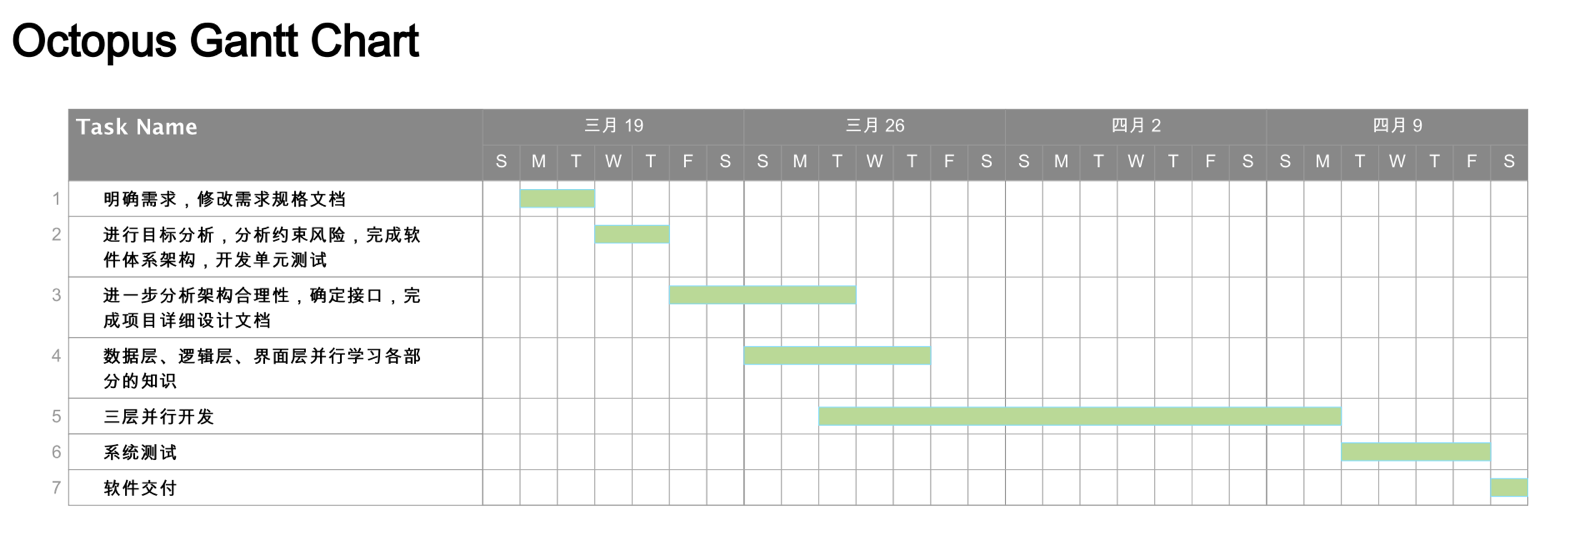 Octopus Gantt Chart
Task Name 三月 19 三月 26 四月 2 四月 9
S M T W T F S S M T W T F S S M T W T F S S M T W T F S
1 明确需求，修改需求规格文档
2 进行目标分析，分析约束风险，完成软
件体系架构，开发单元测试
3 进一步分析架构合理性，确定接口，完
成项目详细设计文档
4 数据层、逻辑层、界面层并行学习各部
分的知识
5 三层并行开发
6 系统测试
7 软件交付